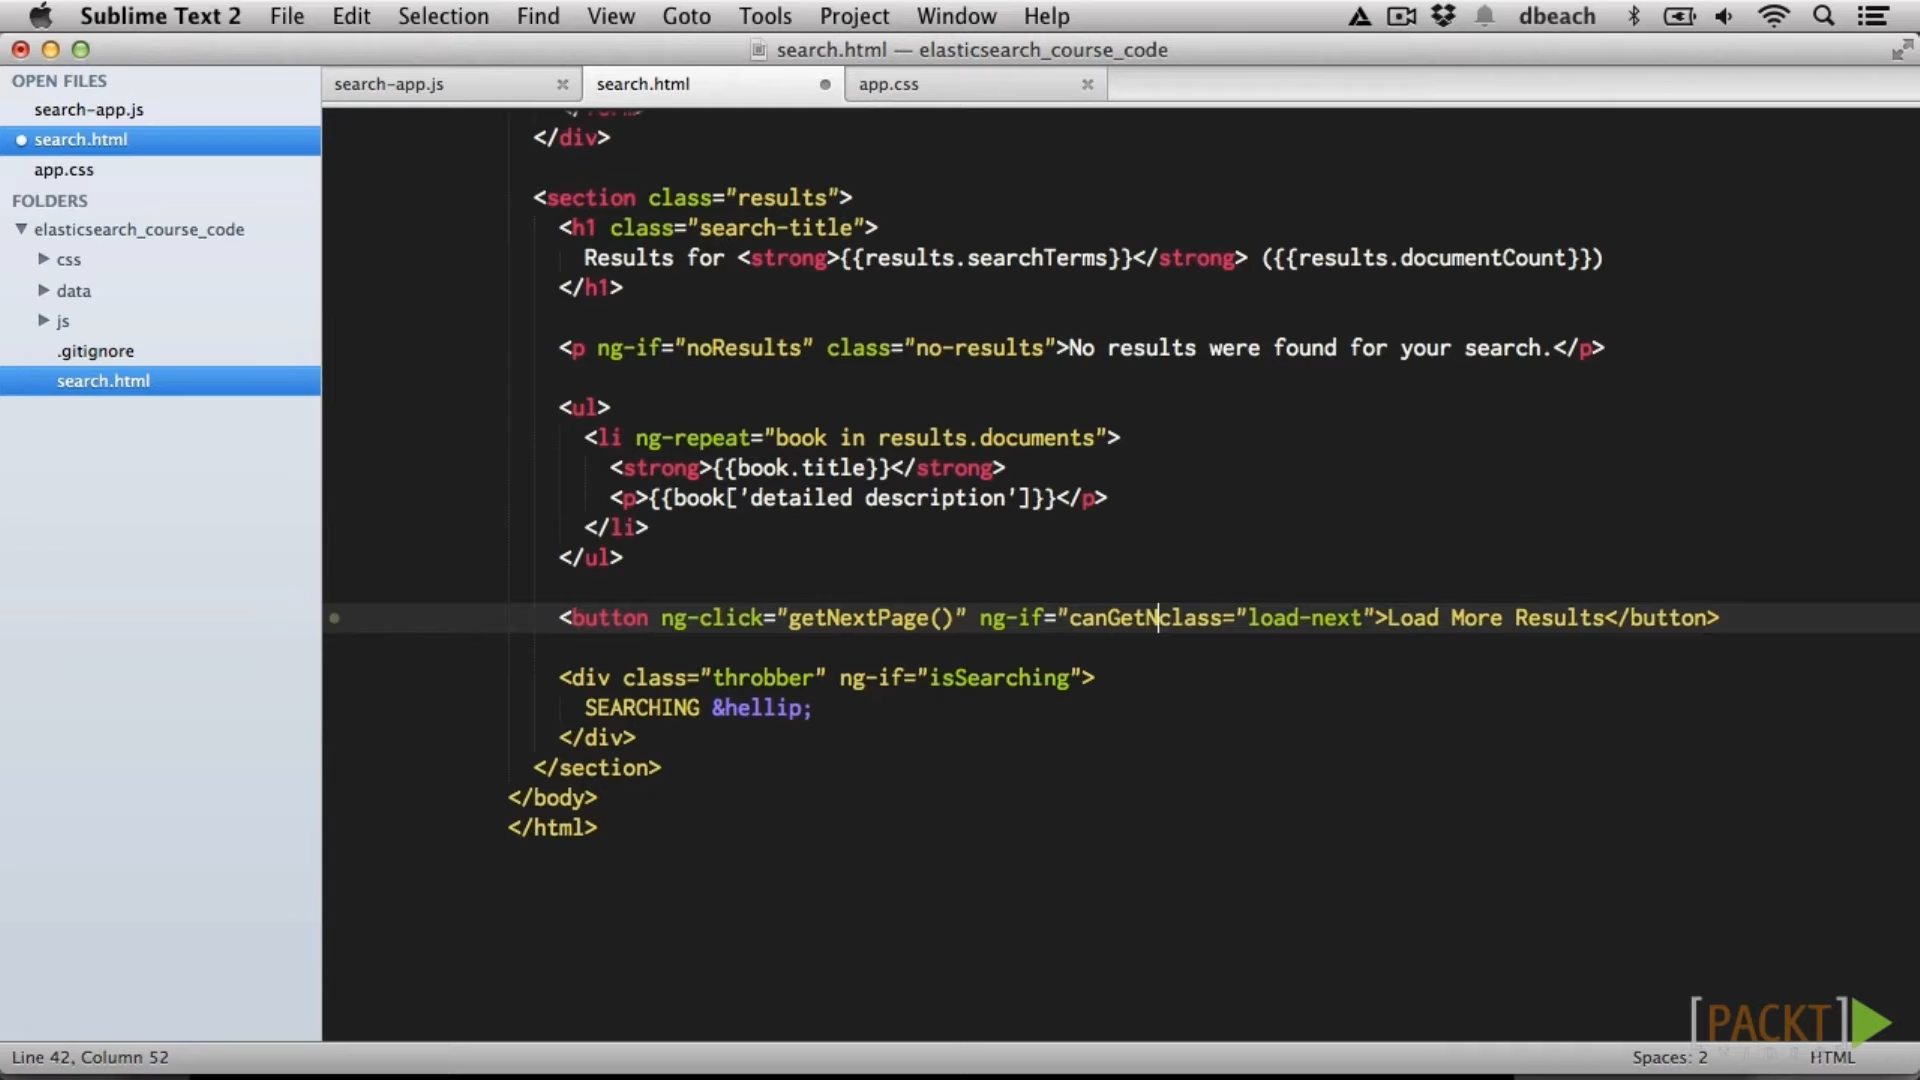 Sublime Text 2 File Edit Selection Find View Goto Tools Project Window Help dbeach
search.html — elasticsearch_course_code
OPEN FILES
search-app.js
search.html
app.css
FOLDERS
elasticsearch_course_code
css
data
js
.gitignore
search.html
search-app.js search.html app.css
</form>
</div>
<section class="results">
<h1 class="search-title">
Results for <strong>{{results.searchTerms}}</strong> ({{results.documentCount}})
</h1>
<p ng-if="noResults" class="no-results">No results were found for your search.</p>
<ul>
<li ng-repeat="book in results.documents">
<strong>{{book.title}}</strong>
<p>{{book['detailed description']}}</p>
</li>
</ul>
<button ng-click="getNextPage()" ng-if="canGetNclass="load-next">Load More Results</button>
<div class="throbber" ng-if="isSearching">
SEARCHING &hellip;
</div>
</section>
</body>
</html>
[PACKT]
Line 42, Column 52
Spaces: 2 HTML